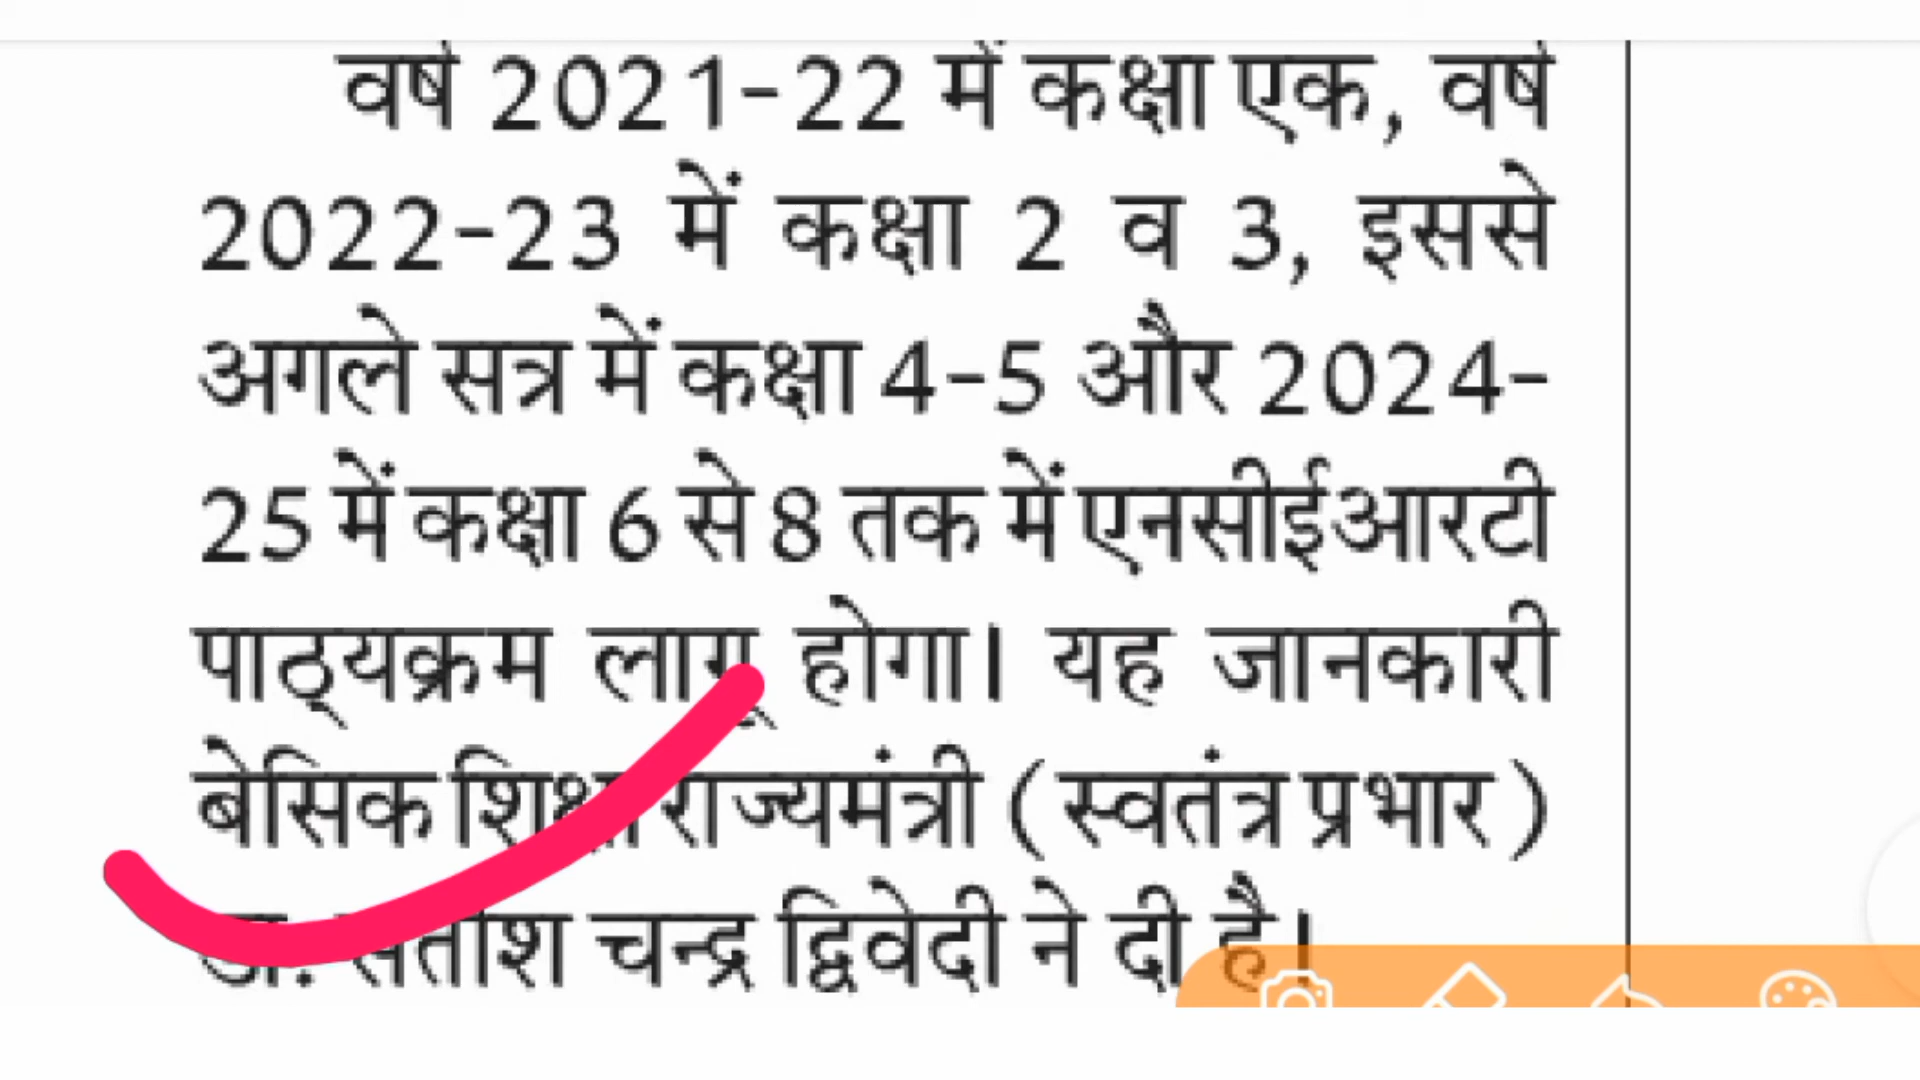 वर्ष 2021-22 में कक्षा एक, वर्ष
2022-23 में कक्षा 2 व 3, इससे
अगले सत्र में कक्षा 4-5 और 2024-
25 में कक्षा 6 से 8 तक में एनसीईआरटी
पाठ्यक्रम लागू होगा। यह जानकारी
बेसिक शिक्षा राज्यमंत्री (स्वतंत्र प्रभार)
डा. सतीश चन्द्र द्विवेदी ने दी है।